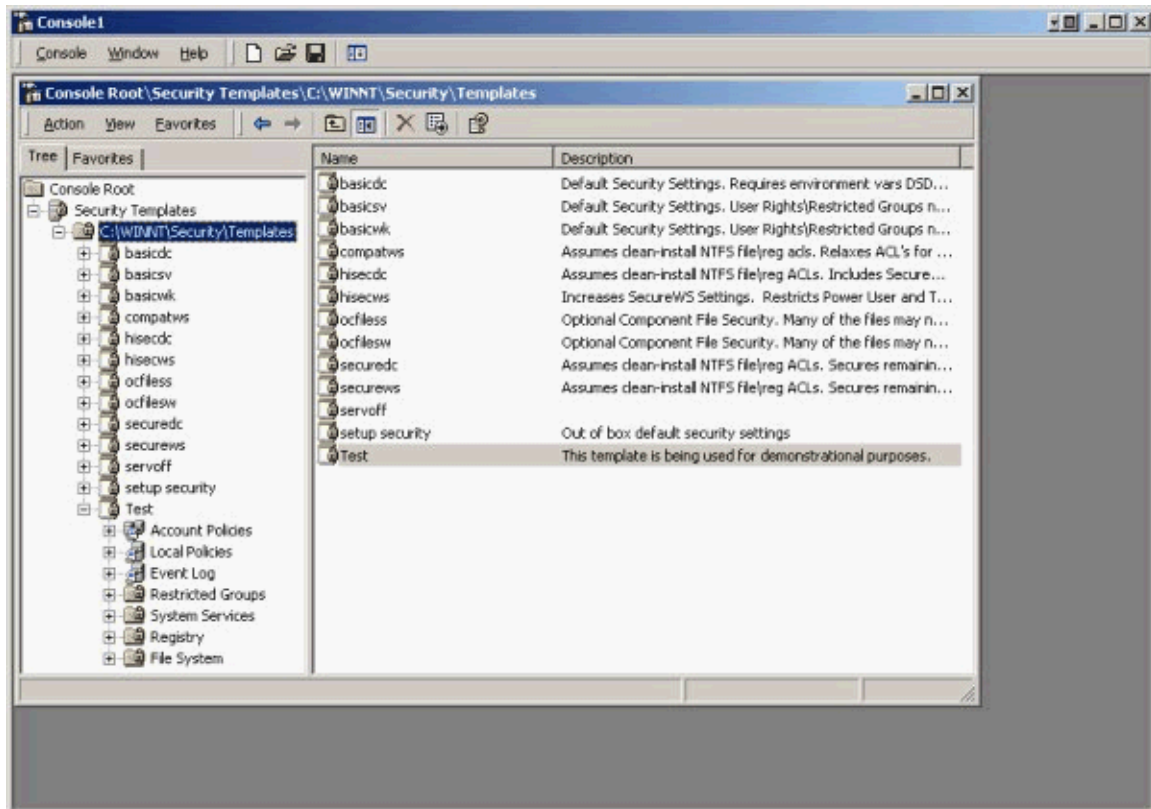 Console1
Console Window Help
Console Root\Security Templates\C:\WINNT\Security\Templates
Action View Favorites
Tree Favorites
Console Root
Security Templates
C:\WINNT\Security\Templates
basicdc
basicsv
basicwk
compatws
hisecdc
hisecws
ocfiless
ocfilesw
securedc
securews
servoff
setup security
Test
Account Policies
Local Policies
Event Log
Restricted Groups
System Services
Registry
File System
Name Description
basicdc Default Security Settings. Requires environment vars DSD...
basicsv Default Security Settings. User Rights\Restricted Groups n...
basicwk Default Security Settings. User Rights\Restricted Groups n...
compatws Assumes clean-install NTFS file\reg acls. Relaxes ACL's for ...
hisecdc Assumes clean-install NTFS file\reg ACLs. Includes Secure...
hisecws Increases SecureWS Settings. Restricts Power User and T...
ocfiless Optional Component File Security. Many of the files may n...
ocfilesw Optional Component File Security. Many of the files may n...
securedc Assumes clean-install NTFS file\reg ACLs. Secures remainin...
securews Assumes clean-install NTFS file\reg ACLs. Secures remainin...
servoff
setup security Out of box default security settings
Test This template is being used for demonstrational purposes.